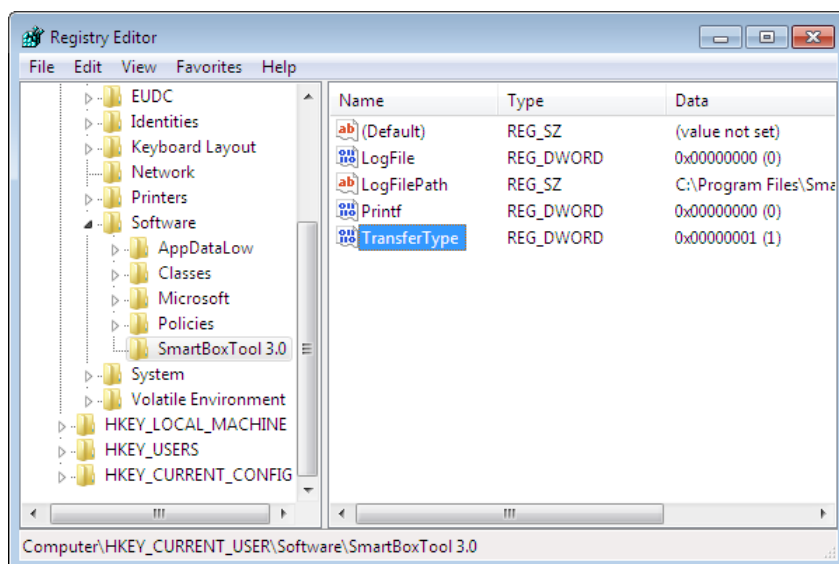 Registry Editor
File Edit View Favorites Help
EUDC
Identities
Keyboard Layout
Network
Printers
Software
AppDataLow
Classes
Microsoft
Policies
SmartBoxTool 3.0
System
Volatile Environment
HKEY_LOCAL_MACHINE
HKEY_USERS
HKEY_CURRENT_CONFIG
Name Type Data
(Default) REG_SZ (value not set)
LogFile REG_DWORD 0x00000000 (0)
LogFilePath REG_SZ C:\Program Files\Sma
Printf REG_DWORD 0x00000000 (0)
TransferType REG_DWORD 0x00000001 (1)
Computer\HKEY_CURRENT_USER\Software\SmartBoxTool 3.0